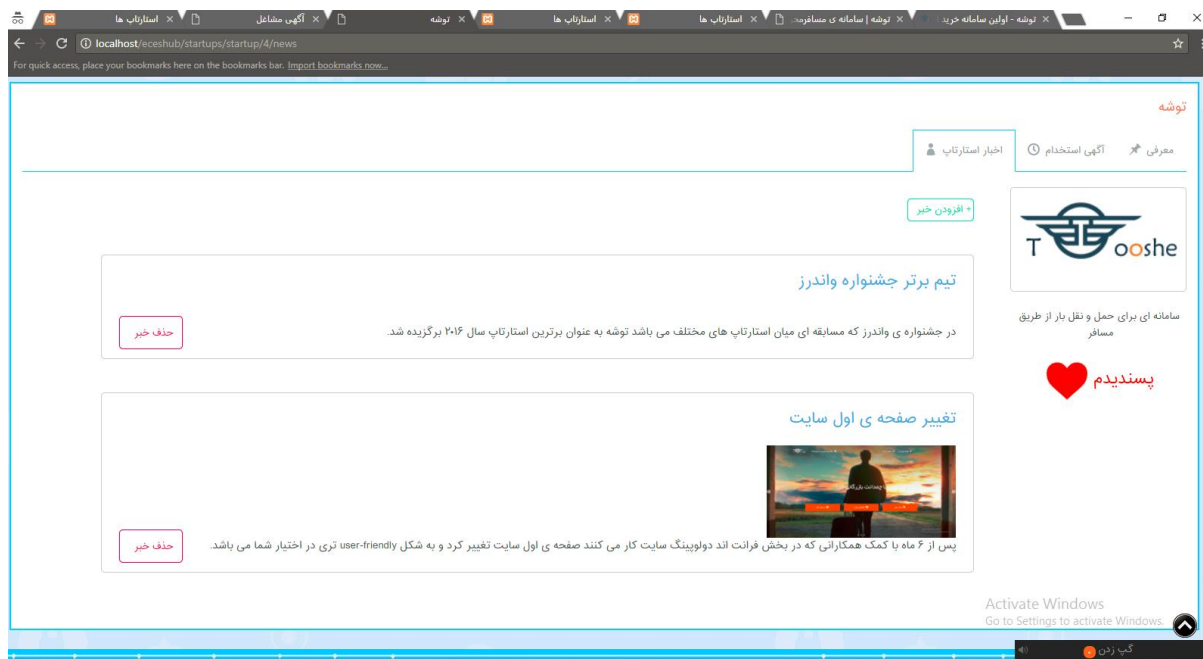 استارتاپ ها
آگهی مشاغل
توشه
استارتاپ ها
استارتاپ ها
توشه | سامانه ی مسافرمحـ
توشه - اولین سامانه خرید
localhost/eceshub/startups/startup/4/news
For quick access, place your bookmarks here on the bookmarks bar. Import bookmarks now...
توشه
معرفی
آگهی استخدام
اخبار استارتاپ
+ افزودن خبر
Tooshe
سامانه ای برای حمل و نقل بار از طریق
مسافر
پسندیدم
تیم برتر جشنواره واندرز
در جشنواره ی واندرز که مسابقه ای میان استارتاپ های مختلف می باشد توشه به عنوان برترین استارتاپ سال ۲۰۱۶ برگزیده شد.
حذف خبر
تغییر صفحه ی اول سایت
پس از ۶ ماه با کمک همکارانی که در بخش فرانت اند دولوپینگ سایت کار می کنند صفحه ی اول سایت تغییر کرد و به شکل user-friendly تری در اختیار شما می باشد.
حذف خبر
Activate Windows
Go to Settings to activate Windows.
گپ زدن